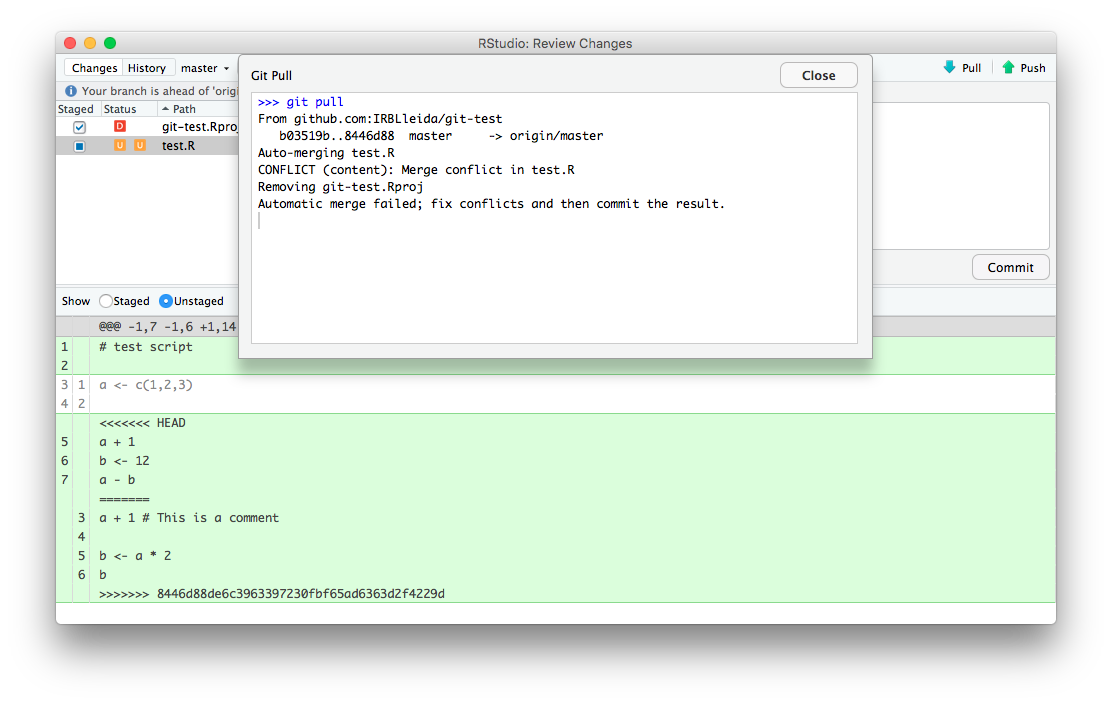 RStudio: Review Changes
Changes History master Pull Push
Git Pull Close
Your branch is ahead of 'origi
Staged Status Path
D git-test.Rproj
U U test.R
>>> git pull
From github.com:IRBLleida/git-test
b03519b..8446d88 master -> origin/master
Auto-merging test.R
CONFLICT (content): Merge conflict in test.R
Removing git-test.Rproj
Automatic merge failed; fix conflicts and then commit the result.
Commit
Show Staged Unstaged
@@@ -1,7 -1,6 +1,14
1 # test script
2
3 1 a <- c(1,2,3)
4 2
<<<<<<< HEAD
5 a + 1
6 b <- 12
7 a - b
=======
3 a + 1 # This is a comment
4
5 b <- a * 2
6 b
>>>>>>> 8446d88de6c3963397230fbf65ad6363d2f4229d